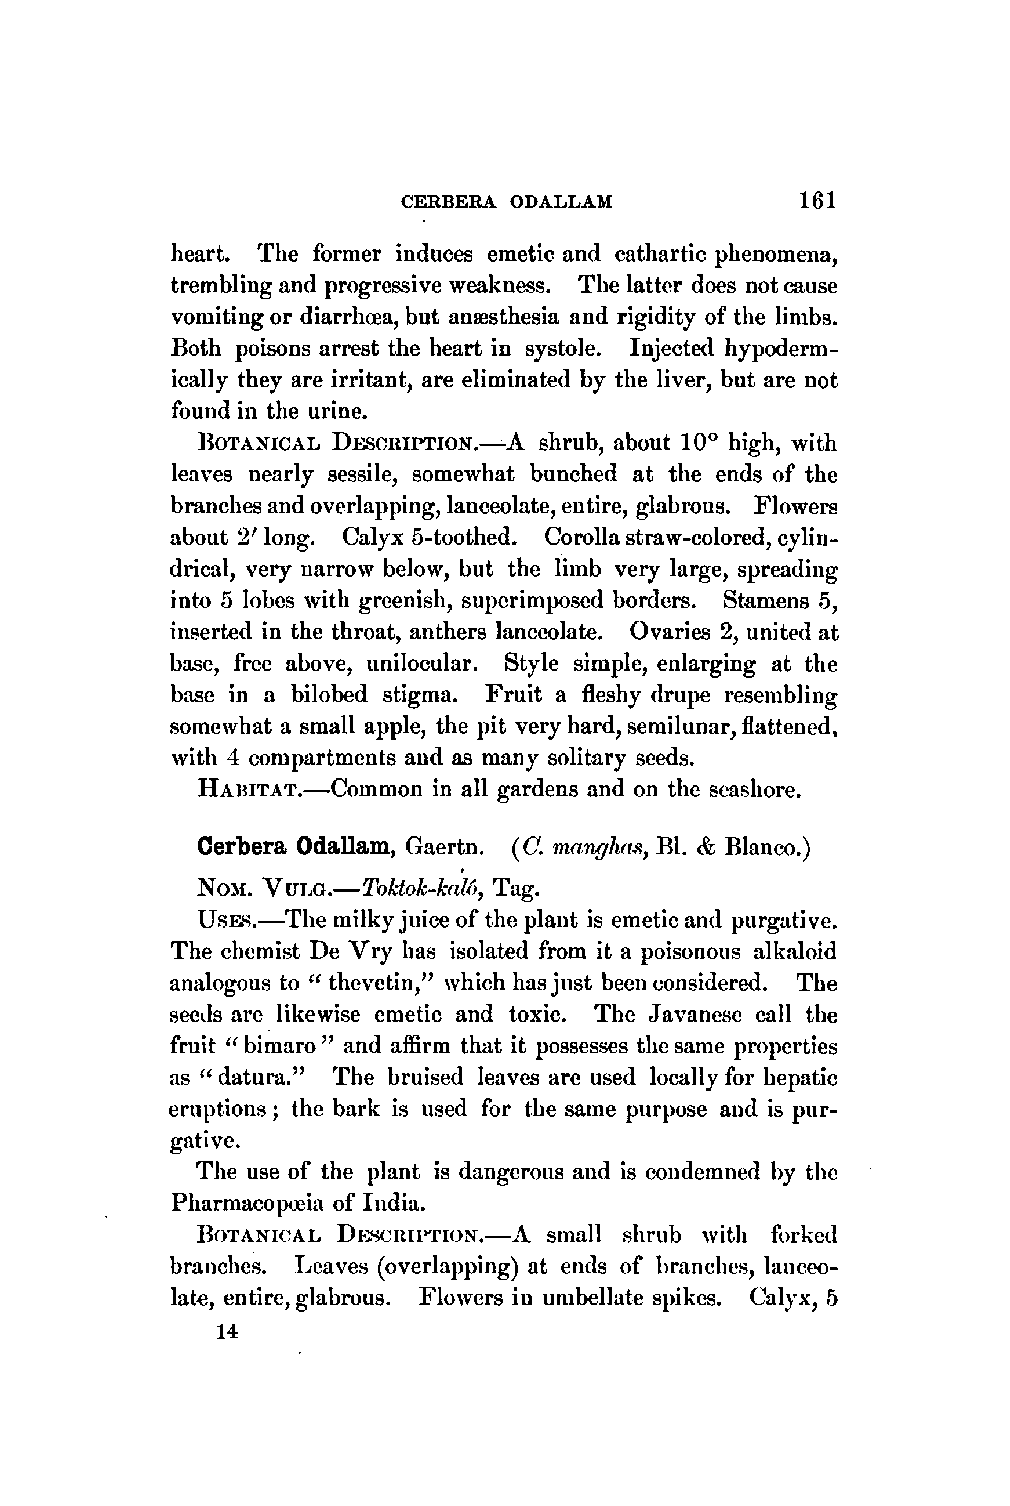 CERBERA ODALLAM 161
heart. The former induces emetic and cathartic phenomena,
trembling and progressive weakness. The latter does not cause
vomiting or diarrhœa, but anæsthesia and rigidity of the limbs.
Both poisons arrest the heart in systole. Injected hypoderm-
ically they are irritant, are eliminated by the liver, but are not
found in the urine.
BOTANICAL DESCRIPTION.—A shrub, about 10° high, with
leaves nearly sessile, somewhat bunched at the ends of the
branches and overlapping, lanceolate, entire, glabrous. Flowers
about 2′ long. Calyx 5-toothed. Corolla straw-colored, cylin-
drical, very narrow below, but the limb very large, spreading
into 5 lobes with greenish, superimposed borders. Stamens 5,
inserted in the throat, anthers lanceolate. Ovaries 2, united at
base, free above, unilocular. Style simple, enlarging at the
base in a bilobed stigma. Fruit a fleshy drupe resembling
somewhat a small apple, the pit very hard, semilunar, flattened,
with 4 compartments and as many solitary seeds.
HABITAT.—Common in all gardens and on the seashore.
Cerbera Odallam, Gaertn. (C. manghas, Bl. & Blanco.)
NOM. VULG.—Toktok-kaló, Tag.
USES.—The milky juice of the plant is emetic and purgative.
The chemist De Vry has isolated from it a poisonous alkaloid
analogous to “thevetin,” which has just been considered. The
seeds are likewise emetic and toxic. The Javanese call the
fruit “bimaro” and affirm that it possesses the same properties
as “datura.” The bruised leaves are used locally for hepatic
eruptions; the bark is used for the same purpose and is pur-
gative.
The use of the plant is dangerous and is condemned by the
Pharmacopœia of India.
BOTANICAL DESCRIPTION.—A small shrub with forked
branches. Leaves (overlapping) at ends of branches, lanceo-
late, entire, glabrous. Flowers in umbellate spikes. Calyx, 5
14